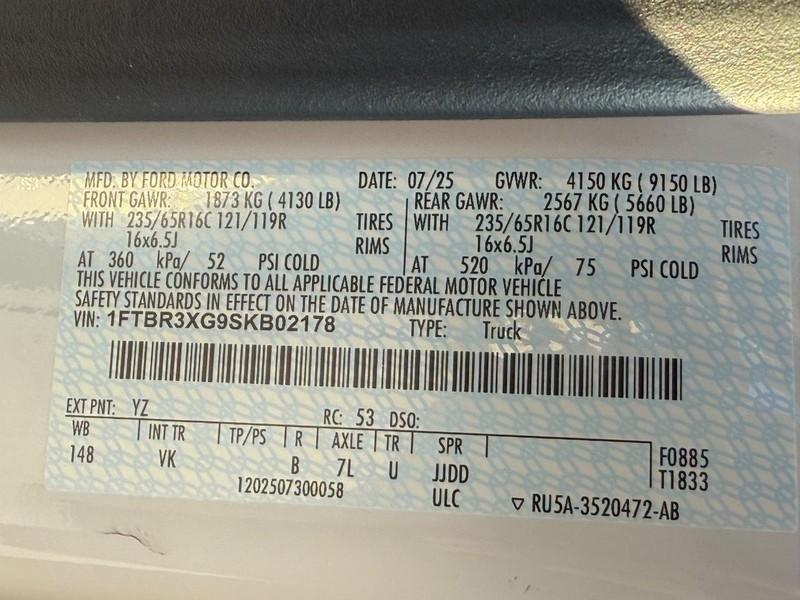 MFD. BY FORD MOTOR CO. DATE: 07/25 GVWR: 4150 KG ( 9150 LB)
FRONT GAWR: 1873 KG ( 4130 LB) REAR GAWR: 2567 KG ( 5660 LB)
WITH 235/65R16C 121/119R TIRES WITH 235/65R16C 121/119R TIRES
16x6.5J RIMS 16x6.5J RIMS
AT 360 kPa/ 52 PSI COLD AT 520 kPa/ 75 PSI COLD
THIS VEHICLE CONFORMS TO ALL APPLICABLE FEDERAL MOTOR VEHICLE
SAFETY STANDARDS IN EFFECT ON THE DATE OF MANUFACTURE SHOWN ABOVE.
VIN: 1FTBR3XG9SKB02178 TYPE: Truck
EXT PNT: YZ RC: 53 DSO:
WB INT TR TP/PS R AXLE TR SPR F0885
148 VK B 7L U JJDD T1833
1202507300058 ULC ▽ RU5A-3520472-AB